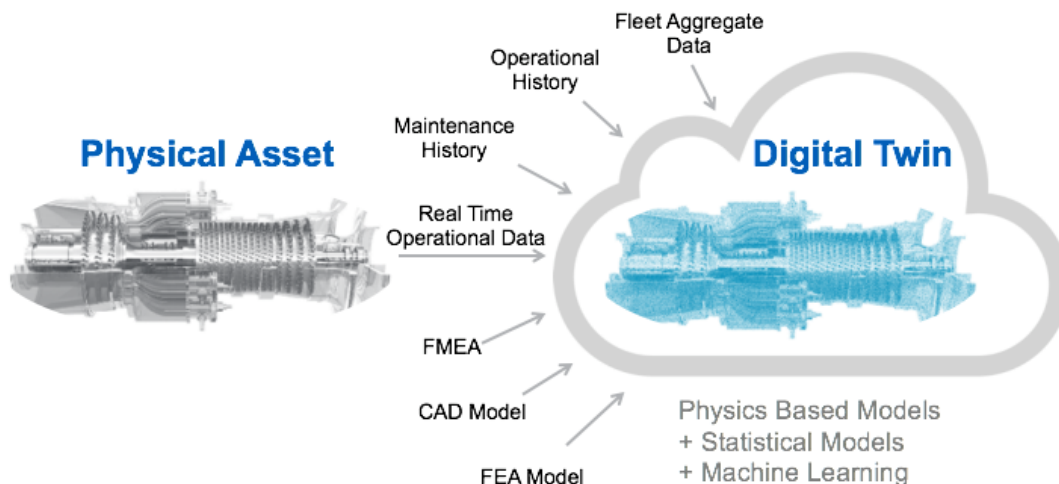 Fleet Aggregate
Data
Operational
History
Maintenance
History
Physical Asset
Digital Twin
Real Time
Operational Data
FMEA
CAD Model
FEA Model
Physics Based Models
+ Statistical Models
+ Machine Learning